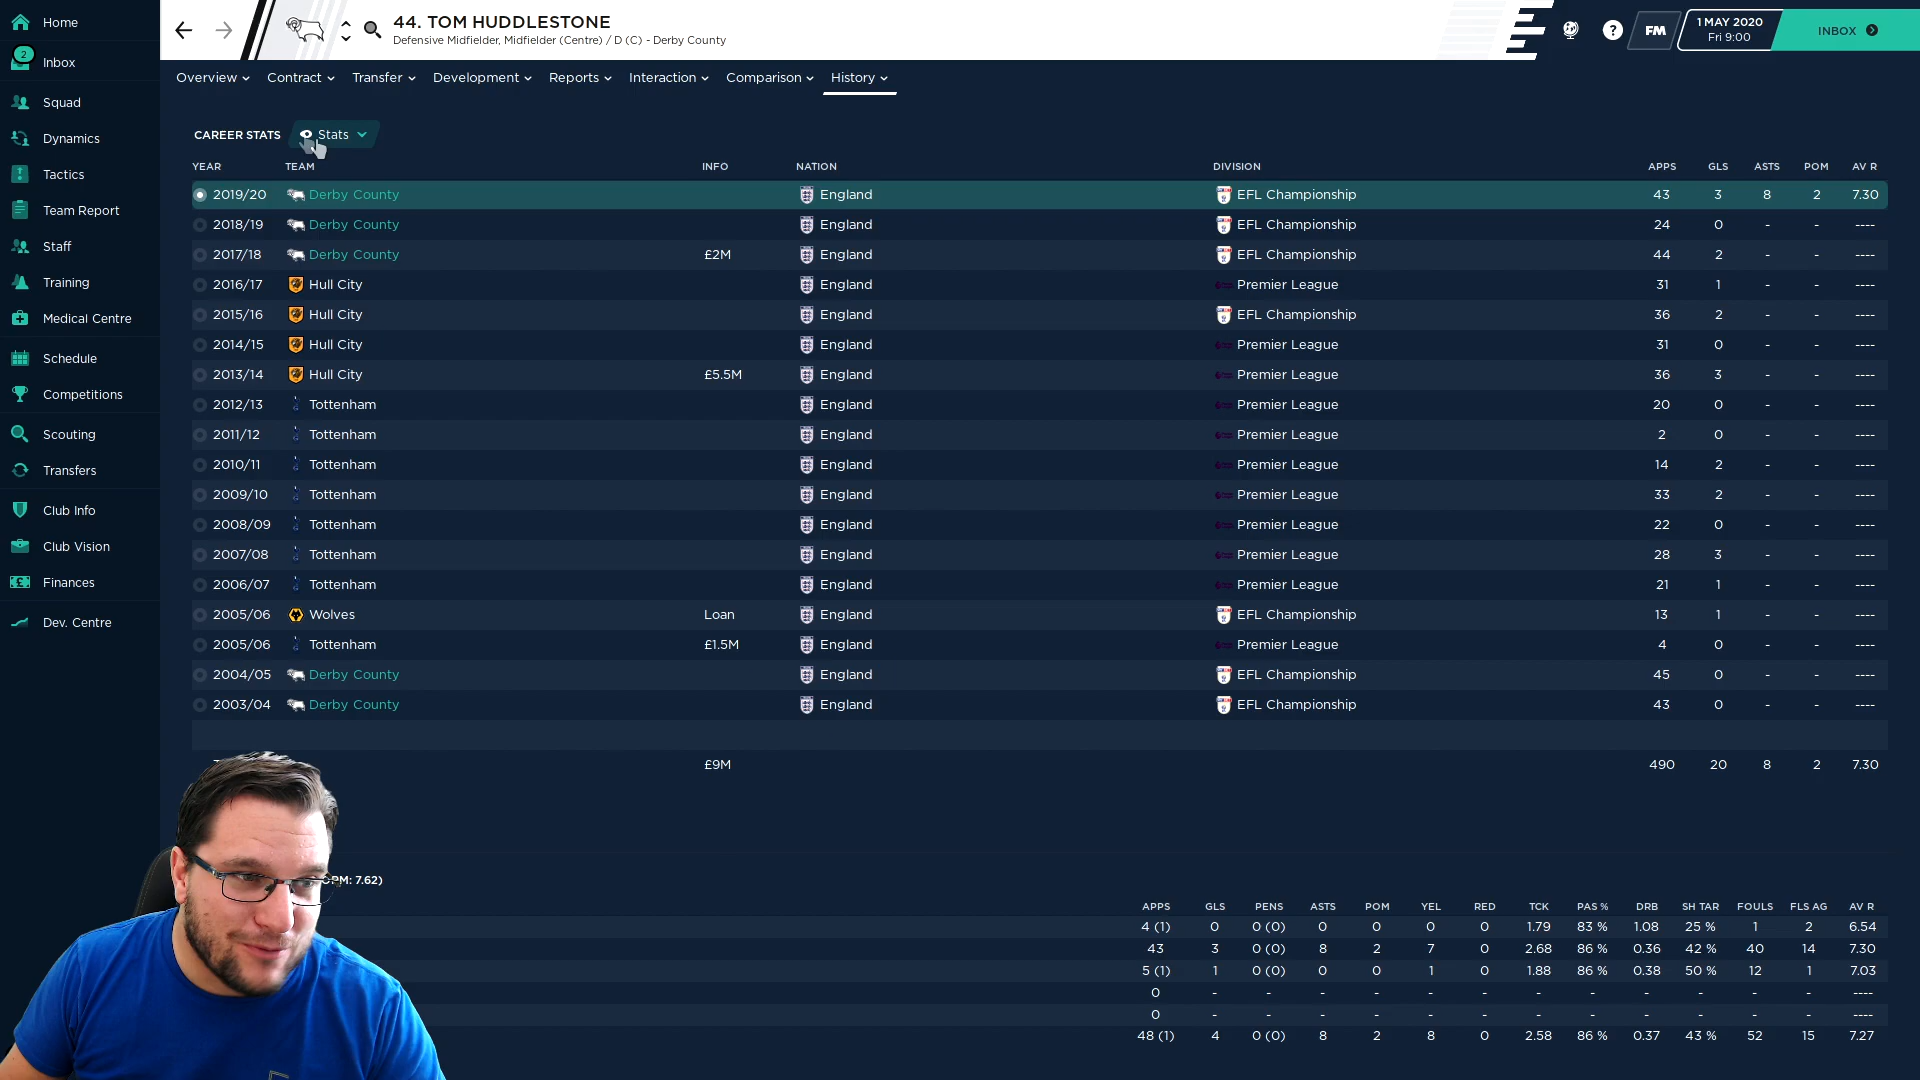 Home
44. TOM HUDDLESTONE
Defensive Midfielder, Midfielder (Centre) / D (C) - Derby County
FM
1 MAY 2020
Fri 9:00
INBOX
2
Inbox
Squad
Dynamics
Tactics
Team Report
Staff
Training
Medical Centre
Schedule
Competitions
Scouting
Transfers
Club Info
Club Vision
Finances
Dev. Centre
Overview Contract Transfer Development Reports Interaction Comparison History
CAREER STATS Stats
YEAR TEAM INFO NATION DIVISION APPS GLS ASTS POM AV R
2019/20 Derby County England EFL Championship 43 3 8 2 7.30
2018/19 Derby County England EFL Championship 24 0 - - ----
2017/18 Derby County £2M England EFL Championship 44 2 - - ----
2016/17 Hull City England Premier League 31 1 - - ----
2015/16 Hull City England EFL Championship 36 2 - - ----
2014/15 Hull City England Premier League 31 0 - - ----
2013/14 Hull City £5.5M England Premier League 36 3 - - ----
2012/13 Tottenham England Premier League 20 0 - - ----
2011/12 Tottenham England Premier League 2 0 - - ----
2010/11 Tottenham England Premier League 14 2 - - ----
2009/10 Tottenham England Premier League 33 2 - - ----
2008/09 Tottenham England Premier League 22 0 - - ----
2007/08 Tottenham England Premier League 28 3 - - ----
2006/07 Tottenham England Premier League 21 1 - - ----
2005/06 Wolves Loan England EFL Championship 13 1 - - ----
2005/06 Tottenham £1.5M England Premier League 4 0 - - ----
2004/05 Derby County England EFL Championship 45 0 - - ----
2003/04 Derby County England EFL Championship 43 0 - - ----
£9M 490 20 8 2 7.30
7.62)
APPS GLS PENS ASTS POM YEL RED TCK PAS % DRB SH TAR FOULS FLS AG AV R
4 (1) 0 0 (0) 0 0 0 0 1.79 83 % 1.08 25 % 1 2 6.54
43 3 0 (0) 8 2 7 0 2.68 86 % 0.36 42 % 40 14 7.30
5 (1) 1 0 (0) 0 0 1 0 1.88 86 % 0.38 50 % 12 1 7.03
0 - - - - - - - - - - - - ----
0 - - - - - - - - - - - - ----
48 (1) 4 0 (0) 8 2 8 0 2.58 86 % 0.37 43 % 52 15 7.27